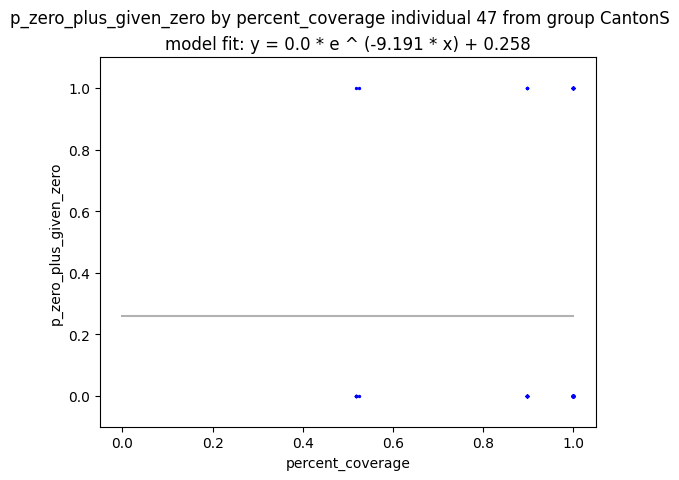 p_zero_plus_given_zero by percent_coverage individual 47 from group CantonS
model fit: y = 0.0 * e ^ (-9.191 * x) + 0.258
1.0
0.8
0.6
0.4
0.2
0.0
p_zero_plus_given_zero
0.0 0.2 0.4 0.6 0.8 1.0
percent_coverage